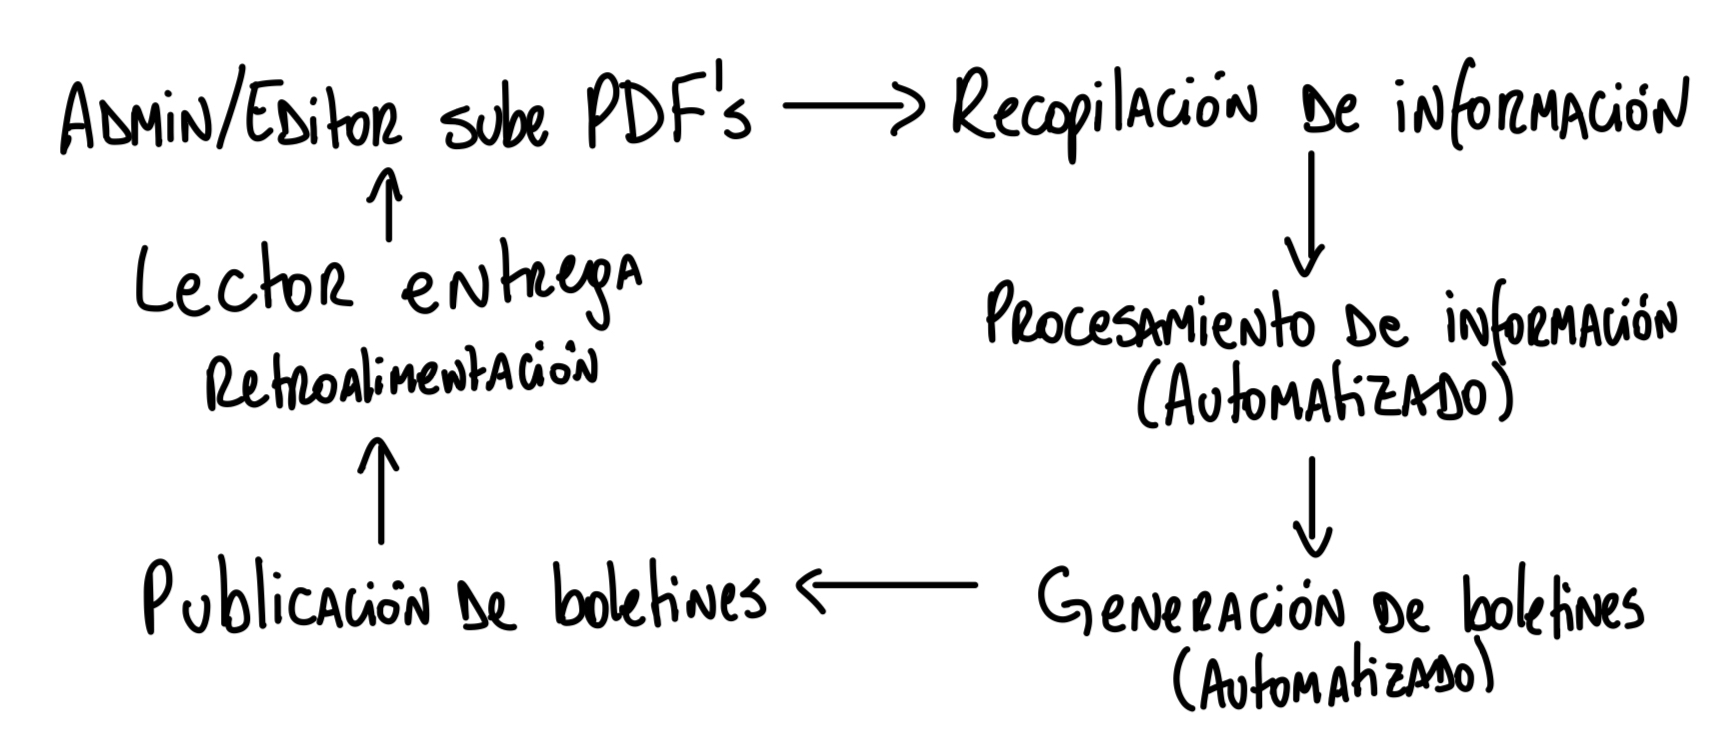 Admin/Editor sube PDF's
Recopilación de información
Lector entrega
retroalimentación
Procesamiento de información
(Automatizado)
Publicación de boletines
Generación de boletines
(Automatizado)